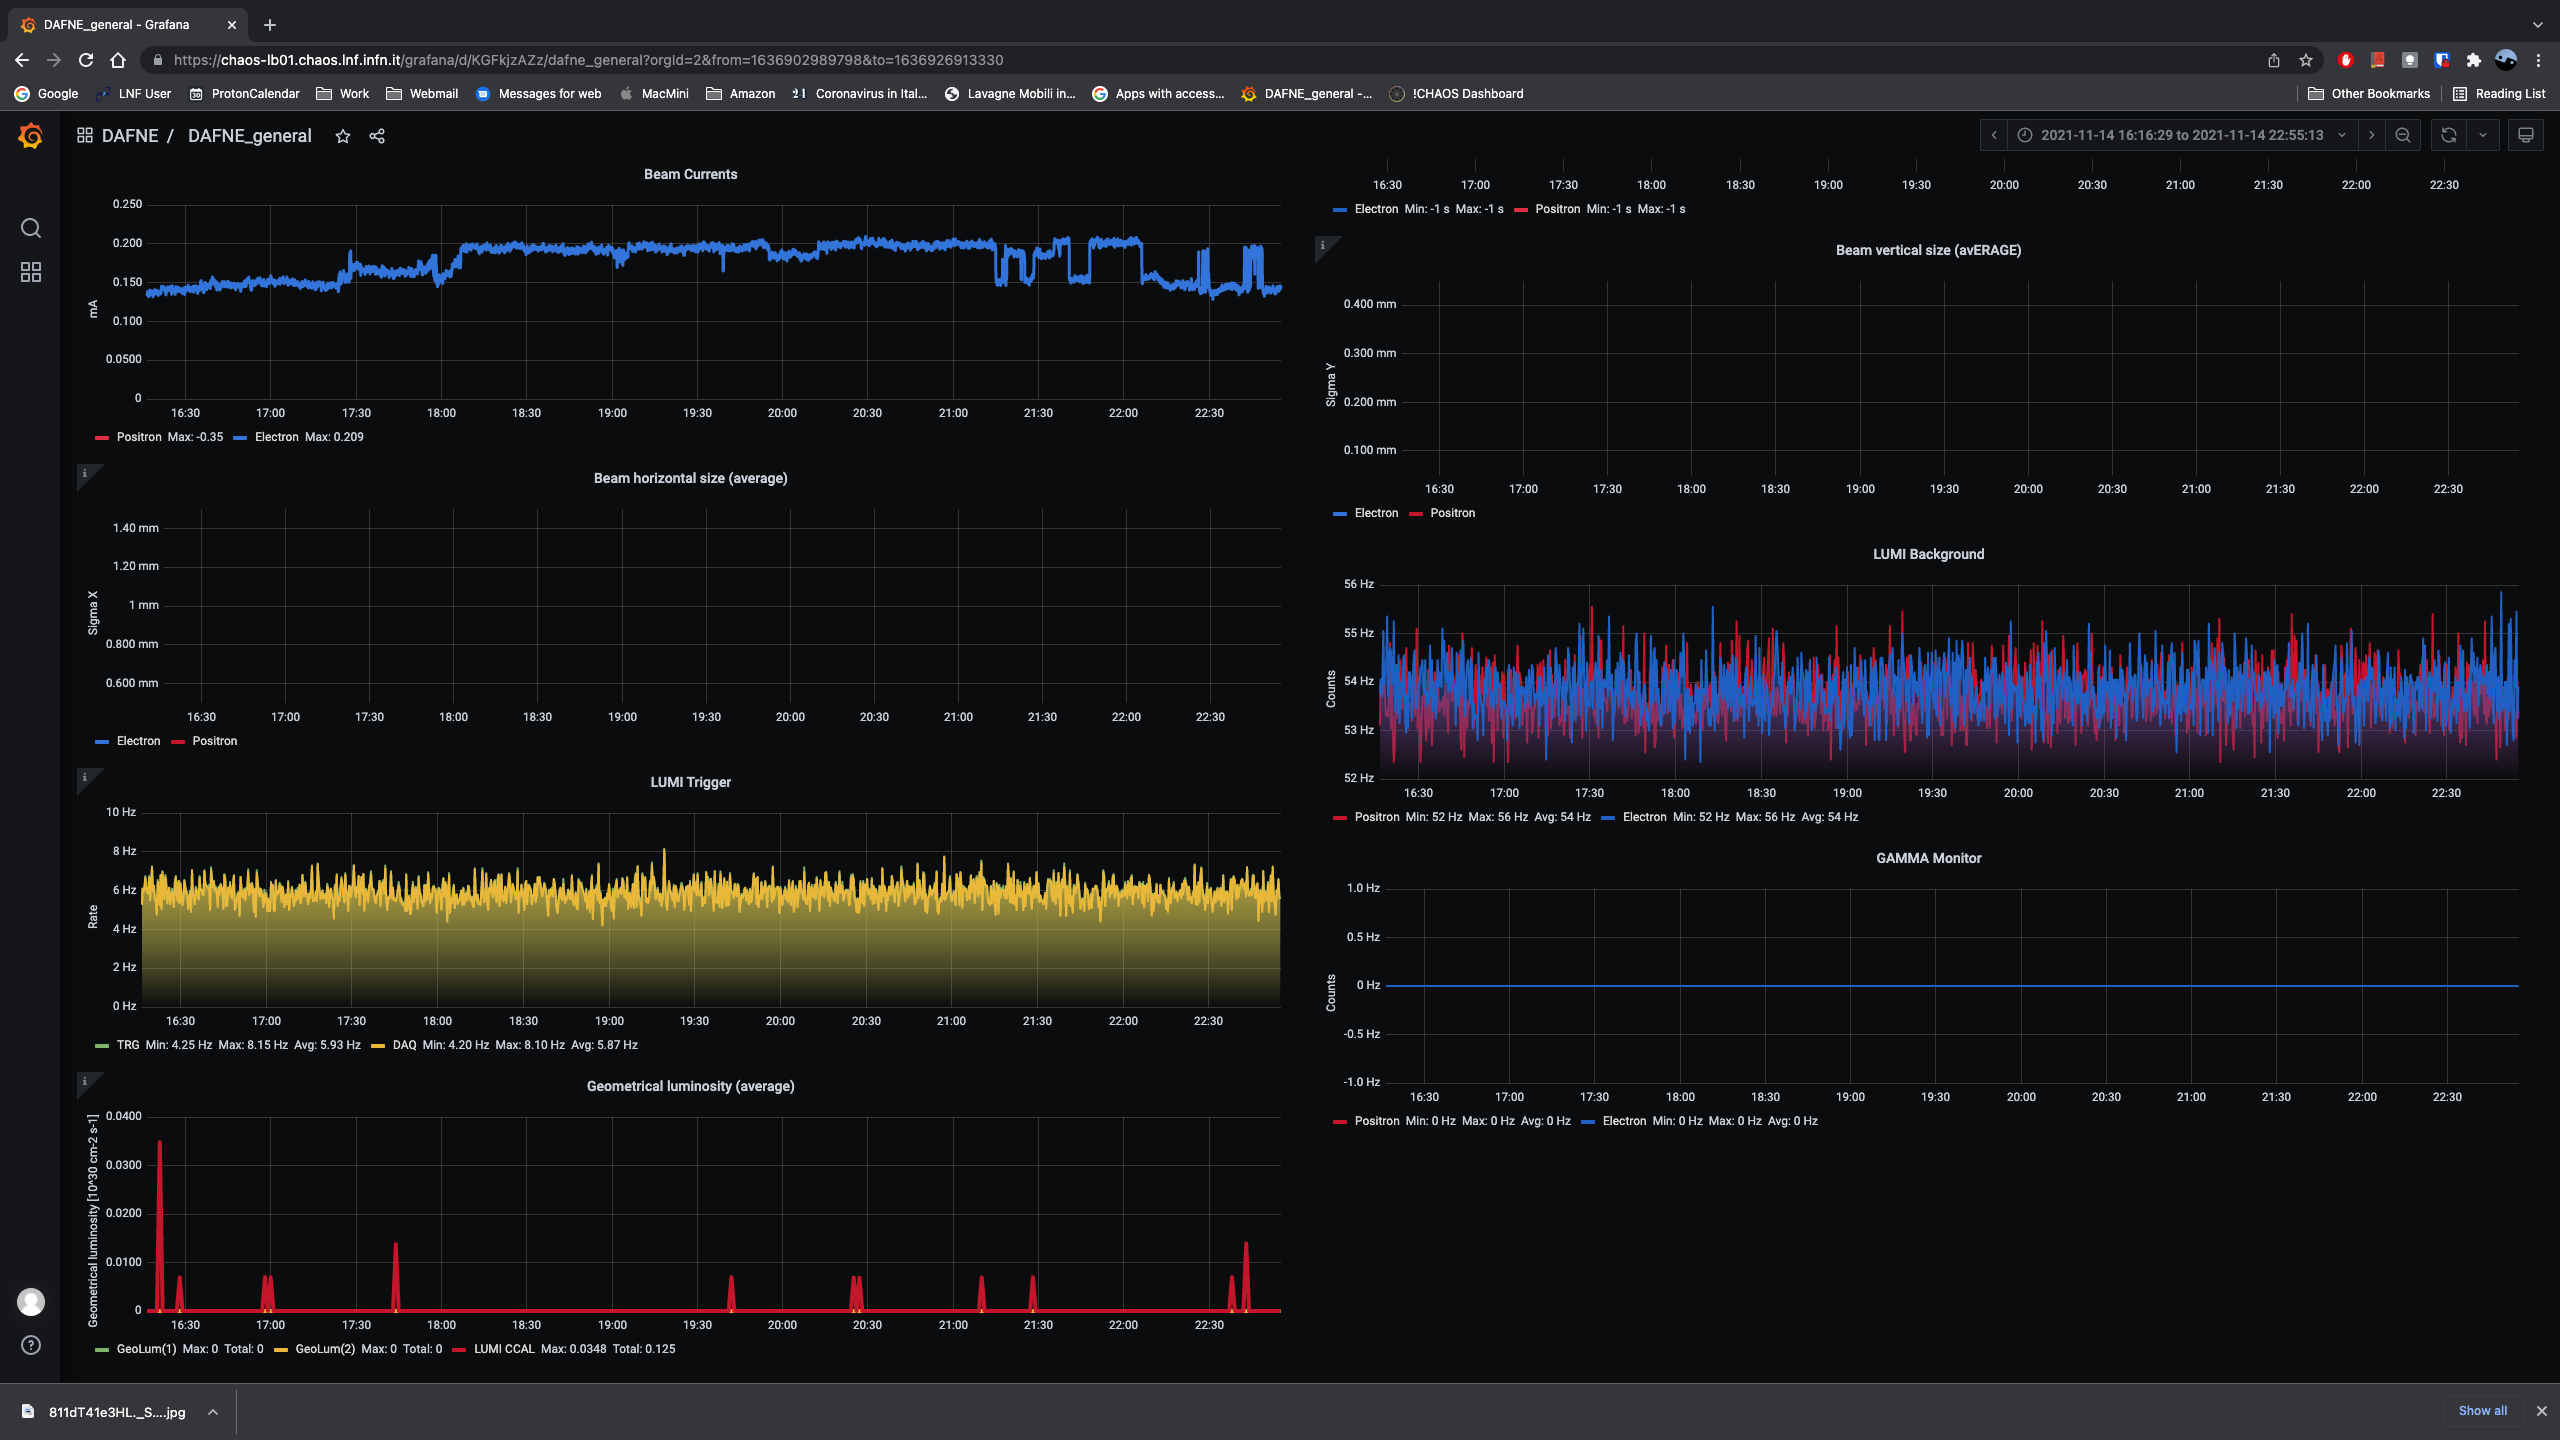 DAFNE_general - Grafana
https://chaos-lb01.chaos.lnf.infn.it/grafana/d/KGFkjzAZz/dafne_general?orgId=2&from=1636902989798&to=1636926913330
Google LNF User ProtonCalendar Work Webmail Messages for web MacMini Amazon Coronavirus in Ital... Lavagne Mobili in... Apps with access... DAFNE_general -... !CHAOS Dashboard Other Bookmarks Reading List
DAFNE / DAFNE_general
2021-11-14 16:16:29 to 2021-11-14 22:55:13
Beam Currents
mA
0.250
0.200
0.150
0.100
0.0500
0
16:30 17:00 17:30 18:00 18:30 19:00 19:30 20:00 20:30 21:00 21:30 22:00 22:30
Positron Max: -0.35 Electron Max: 0.209
Beam horizontal size (average)
Sigma X
1.40 mm
1.20 mm
1 mm
0.800 mm
0.600 mm
16:30 17:00 17:30 18:00 18:30 19:00 19:30 20:00 20:30 21:00 21:30 22:00 22:30
Electron Positron
LUMI Trigger
Rate
10 Hz
8 Hz
6 Hz
4 Hz
2 Hz
0 Hz
16:30 17:00 17:30 18:00 18:30 19:00 19:30 20:00 20:30 21:00 21:30 22:00 22:30
TRG Min: 4.25 Hz Max: 8.15 Hz Avg: 5.93 Hz DAQ Min: 4.20 Hz Max: 8.10 Hz Avg: 5.87 Hz
Geometrical luminosity (average)
Geometrical luminosity [10^30 cm-2 s-1]
0.0400
0.0300
0.0200
0.0100
0
16:30 17:00 17:30 18:00 18:30 19:00 19:30 20:00 20:30 21:00 21:30 22:00 22:30
GeoLum(1) Max: 0 Total: 0 GeoLum(2) Max: 0 Total: 0 LUMI CCAL Max: 0.0348 Total: 0.125
16:30 17:00 17:30 18:00 18:30 19:00 19:30 20:00 20:30 21:00 21:30 22:00 22:30
Electron Min: -1 s Max: -1 s Positron Min: -1 s Max: -1 s
Beam vertical size (avERAGE)
Sigma Y
0.400 mm
0.300 mm
0.200 mm
0.100 mm
16:30 17:00 17:30 18:00 18:30 19:00 19:30 20:00 20:30 21:00 21:30 22:00 22:30
Electron Positron
LUMI Background
Counts
56 Hz
55 Hz
54 Hz
53 Hz
52 Hz
16:30 17:00 17:30 18:00 18:30 19:00 19:30 20:00 20:30 21:00 21:30 22:00 22:30
Positron Min: 52 Hz Max: 56 Hz Avg: 54 Hz Electron Min: 52 Hz Max: 56 Hz Avg: 54 Hz
GAMMA Monitor
Counts
1.0 Hz
0.5 Hz
0 Hz
-0.5 Hz
-1.0 Hz
16:30 17:00 17:30 18:00 18:30 19:00 19:30 20:00 20:30 21:00 21:30 22:00 22:30
Positron Min: 0 Hz Max: 0 Hz Avg: 0 Hz Electron Min: 0 Hz Max: 0 Hz Avg: 0 Hz
811dT41e3HL._S....jpg
Show all